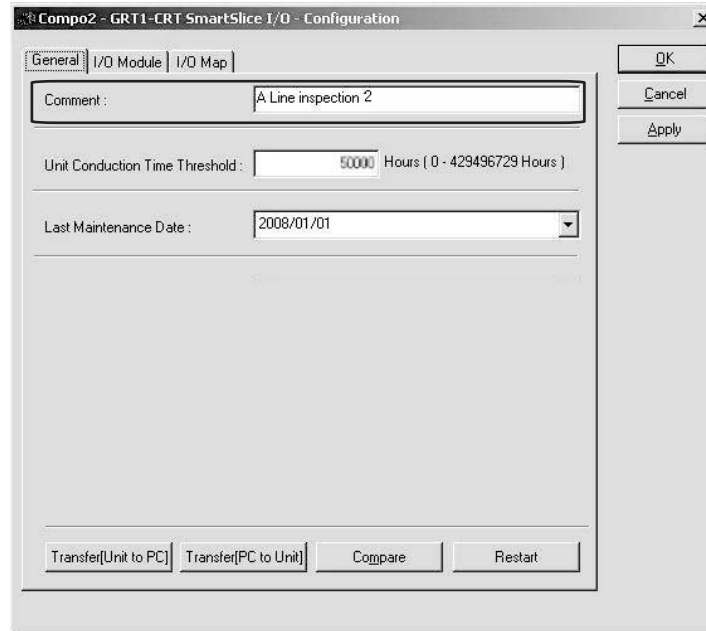 Compo2 - GRT1-CRT SmartSlice I/O - Configuration
General I/O Module I/O Map
OK
Cancel
Apply
Comment : A Line inspection 2
Unit Conduction Time Threshold : 50000 Hours ( 0 - 429496729 Hours )
Last Maintenance Date : 2008/01/01
Transfer[Unit to PC] Transfer[PC to Unit] Compare Restart